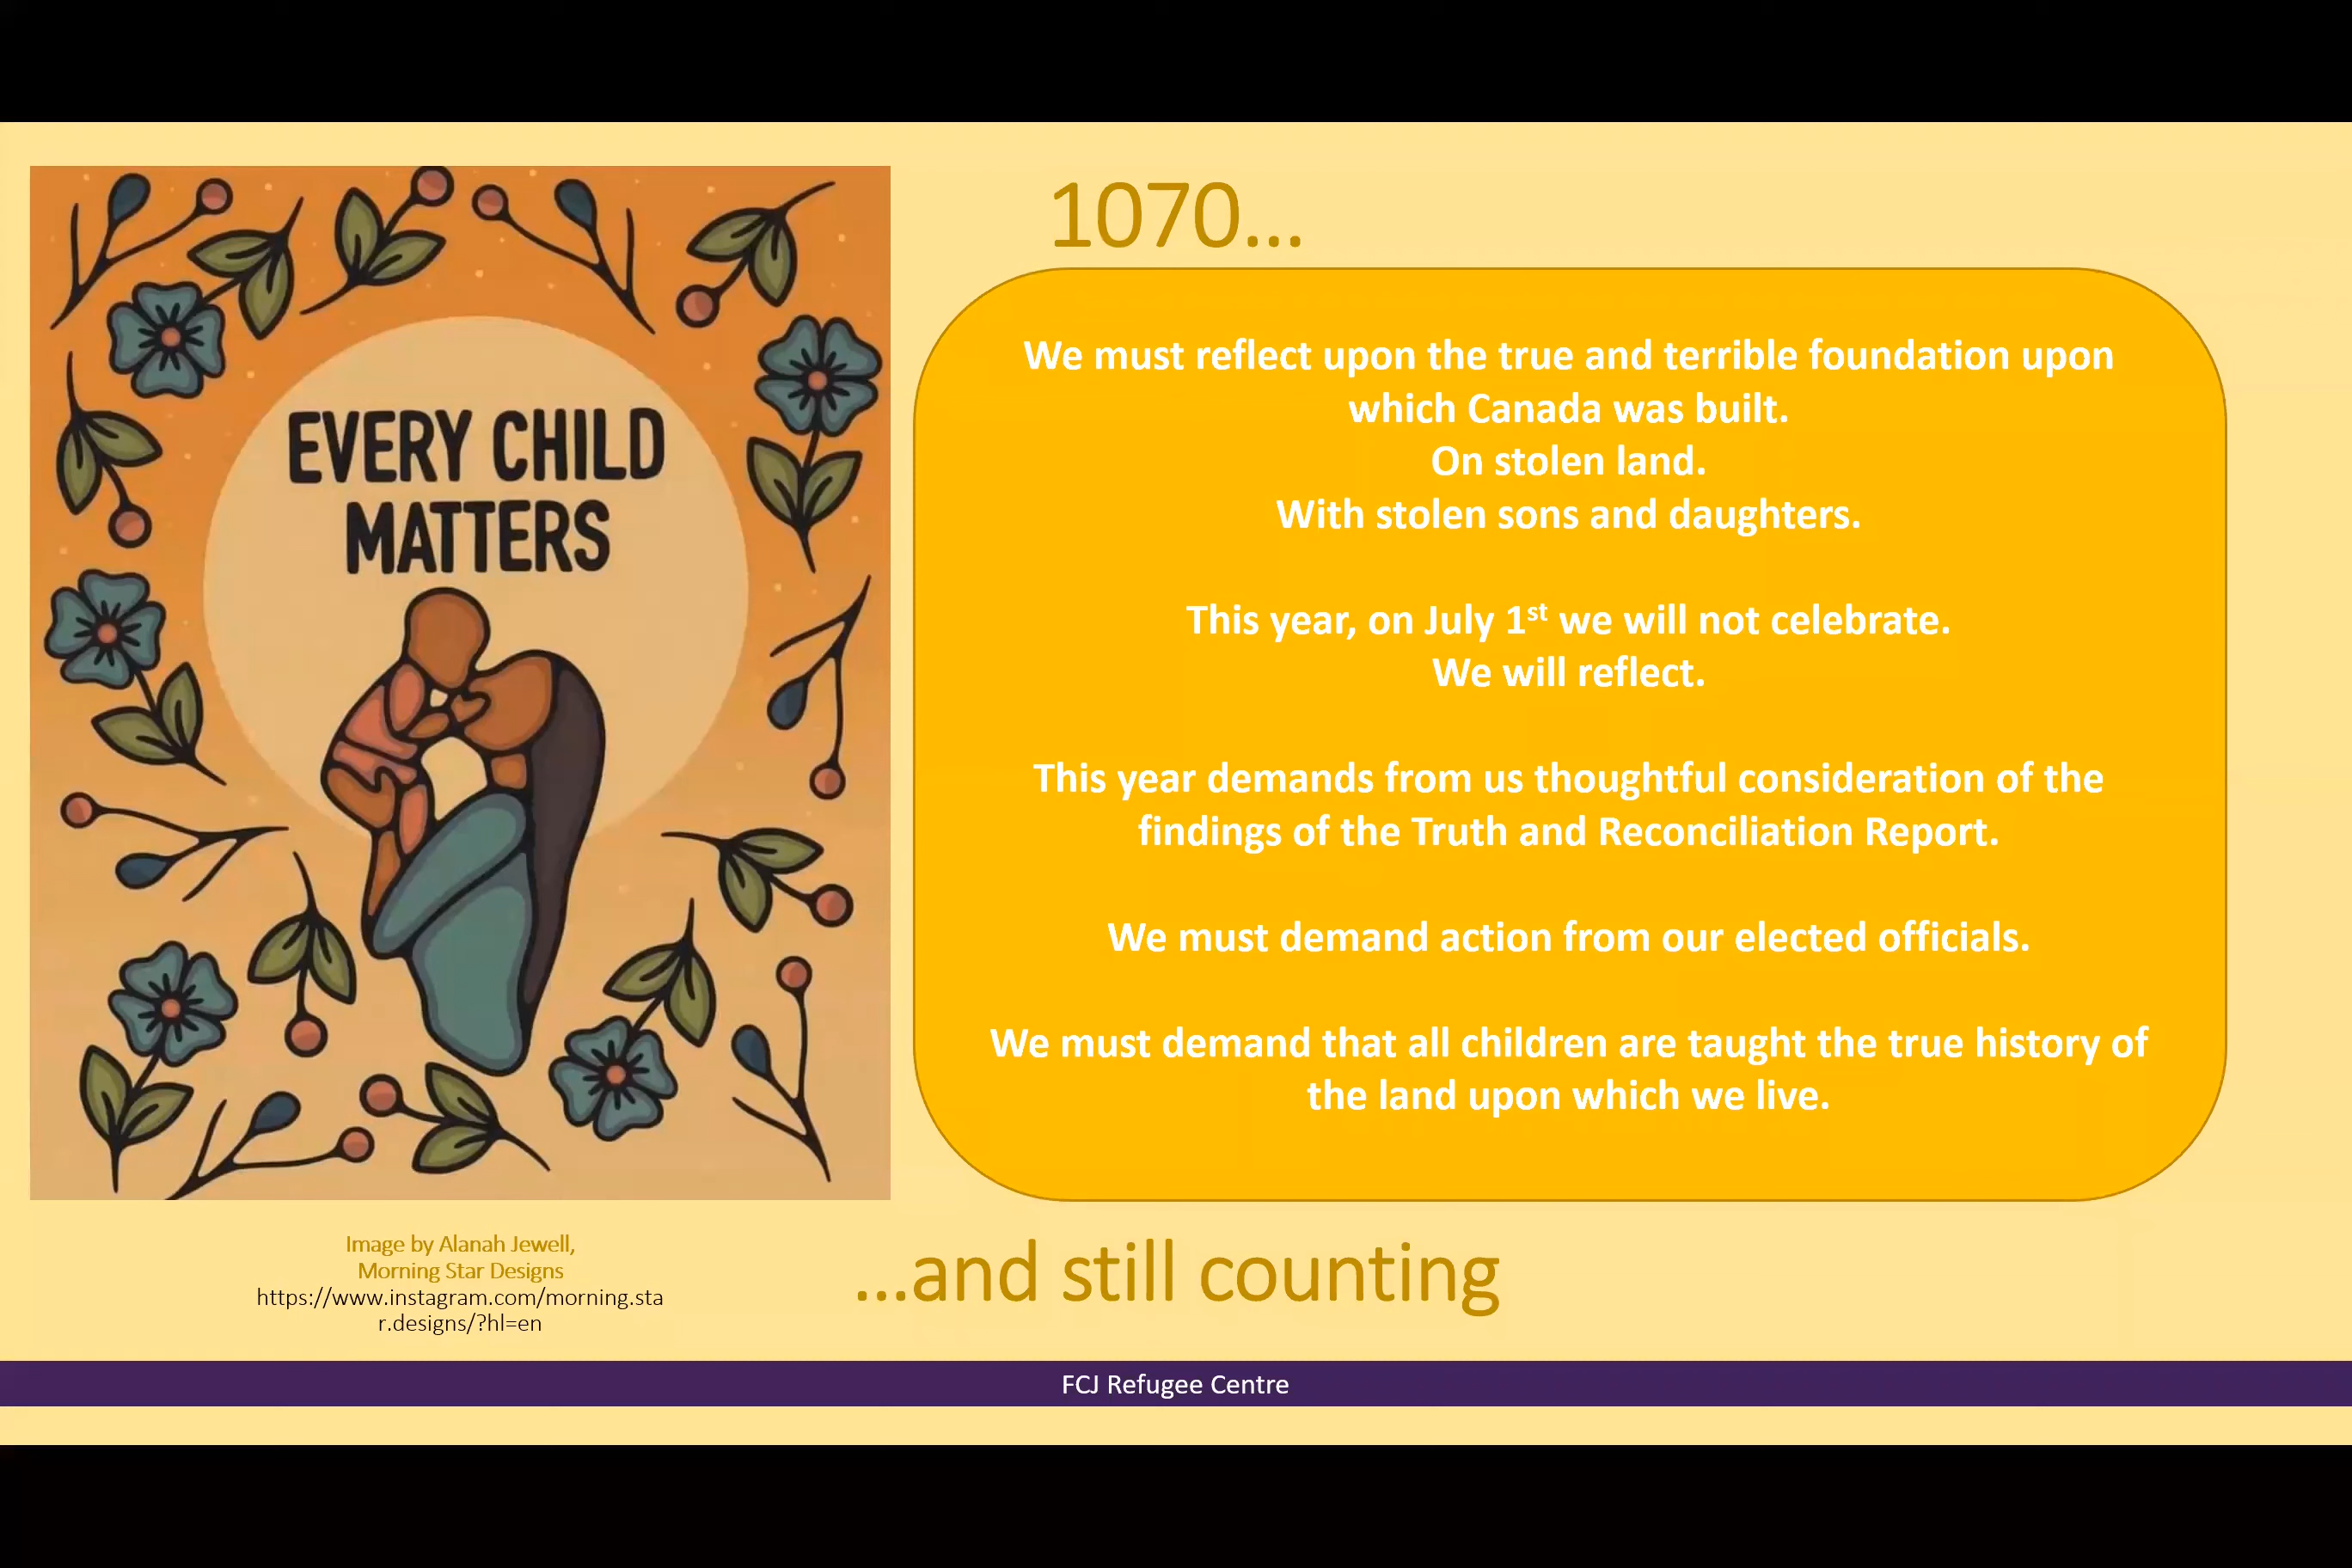 EVERY CHILD
MATTERS
Image by Alanah Jewell,
Morning Star Designs
https://www.instagram.com/morning.sta
r.designs/?hl=en
1070...
We must reflect upon the true and terrible foundation upon
which Canada was built.
On stolen land.
With stolen sons and daughters.
This year, on July 1st we will not celebrate.
We will reflect.
This year demands from us thoughtful consideration of the
findings of the Truth and Reconciliation Report.
We must demand action from our elected officials.
We must demand that all children are taught the true history of
the land upon which we live.
...and still counting
FCJ Refugee Centre